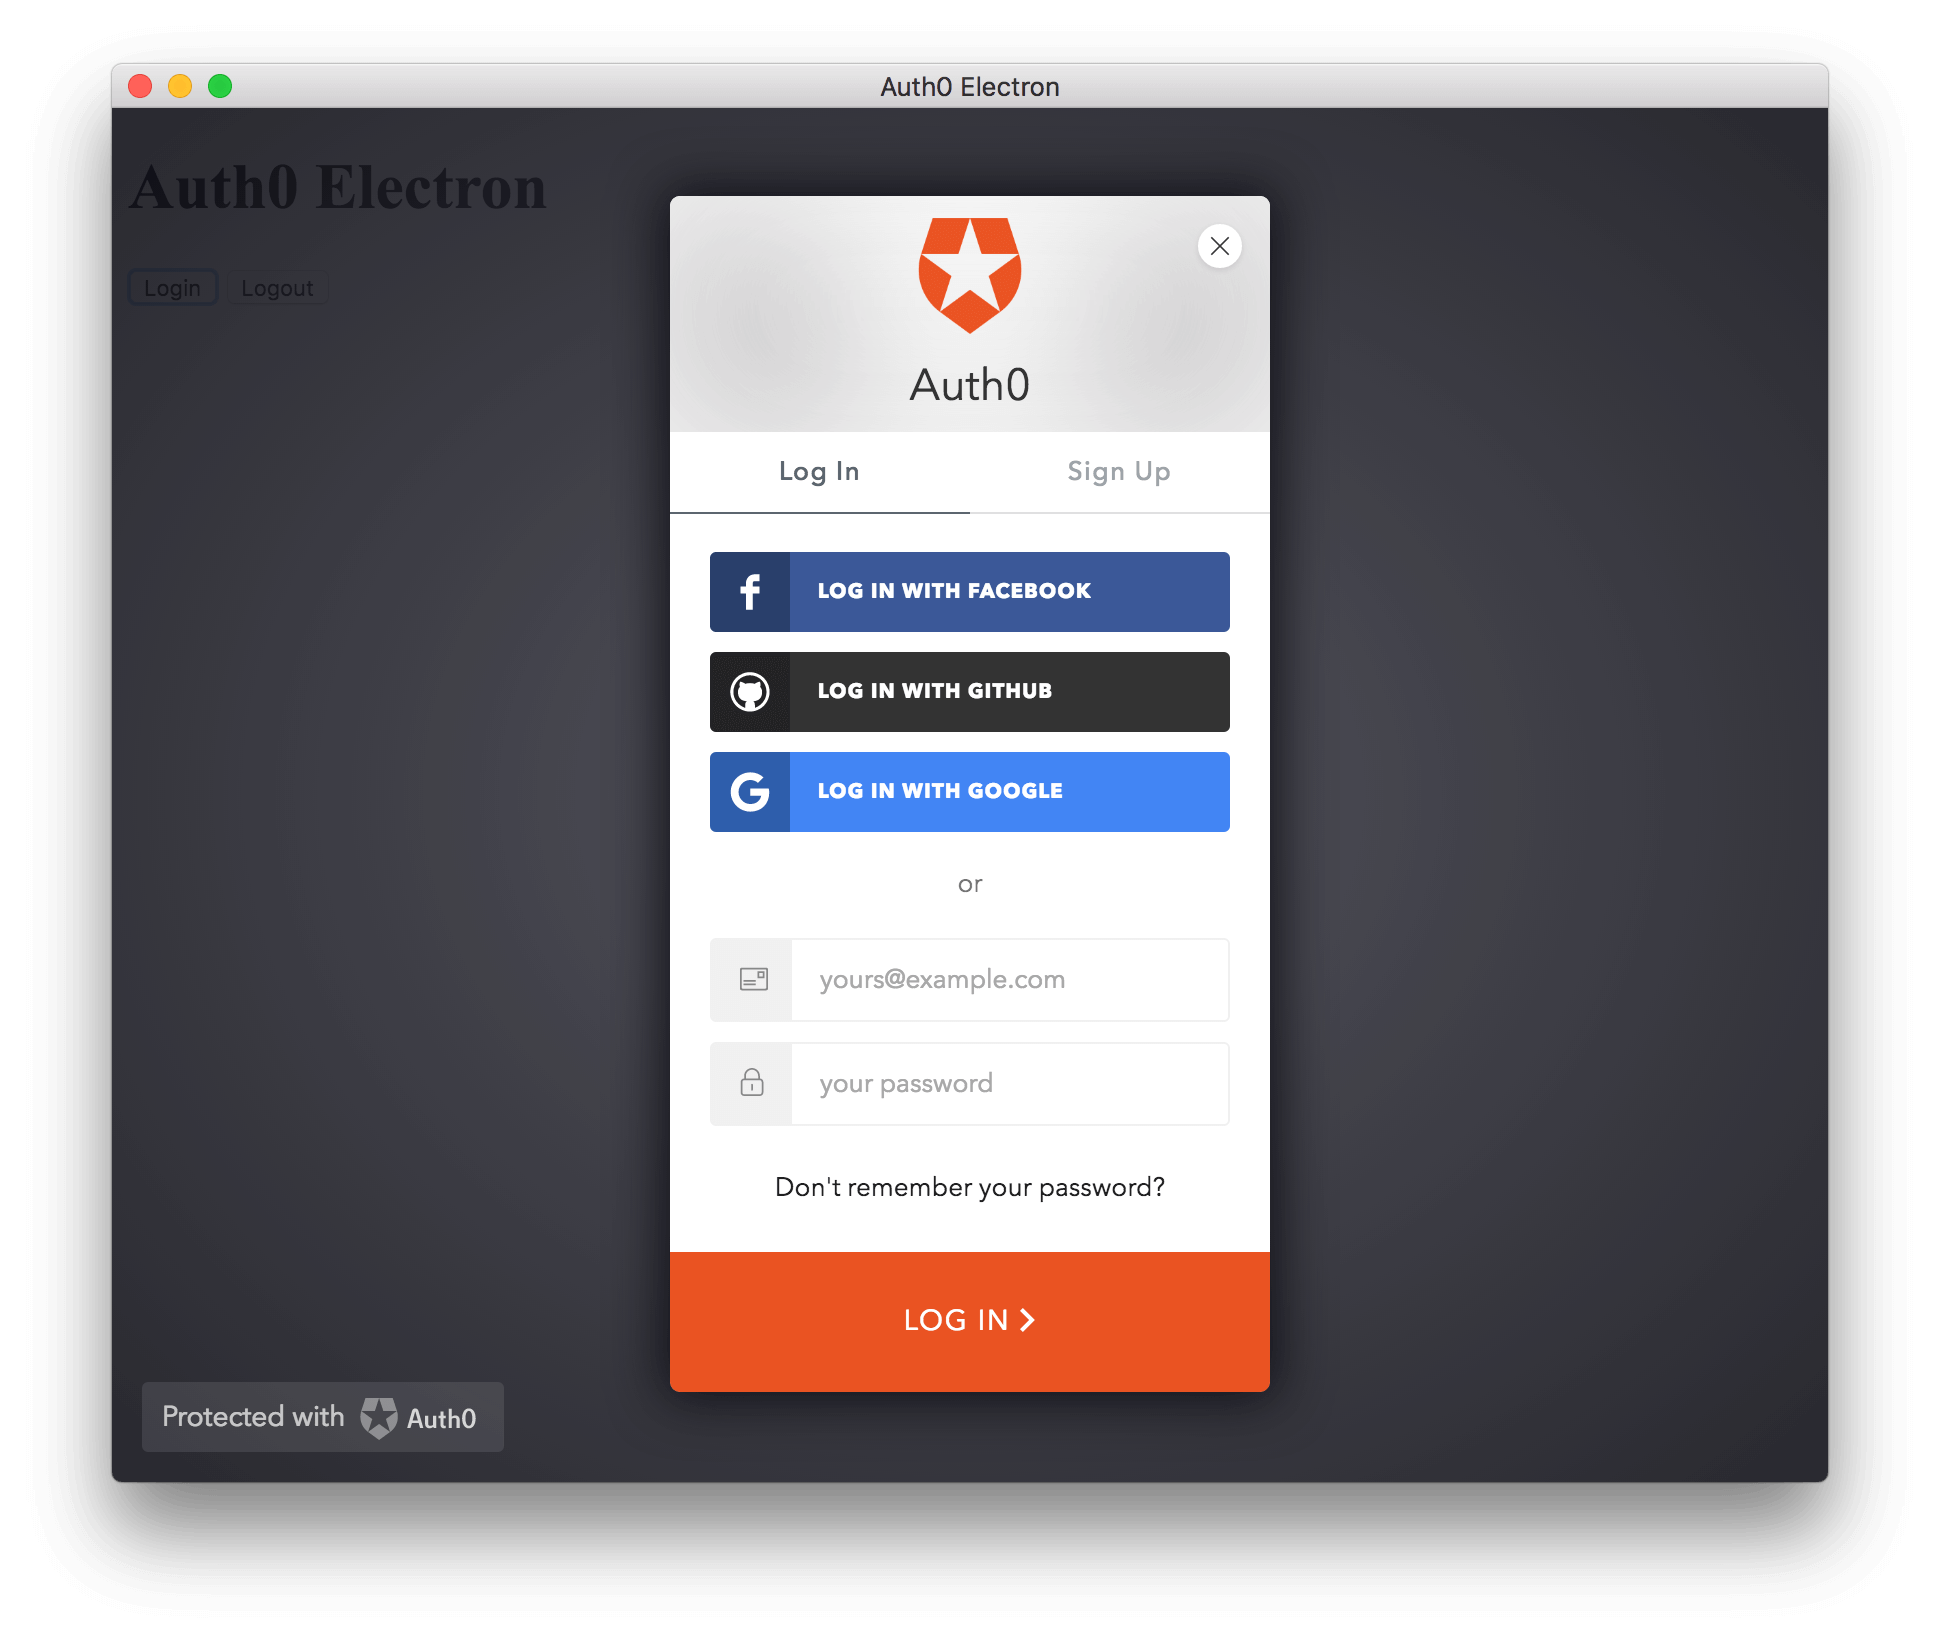 Auth0 Electron
Auth0 Electron
Login Logout
Auth0
Log In Sign Up
LOG IN WITH FACEBOOK
LOG IN WITH GITHUB
LOG IN WITH GOOGLE
or
yours@example.com
your password
Don't remember your password?
LOG IN
Protected with Auth0